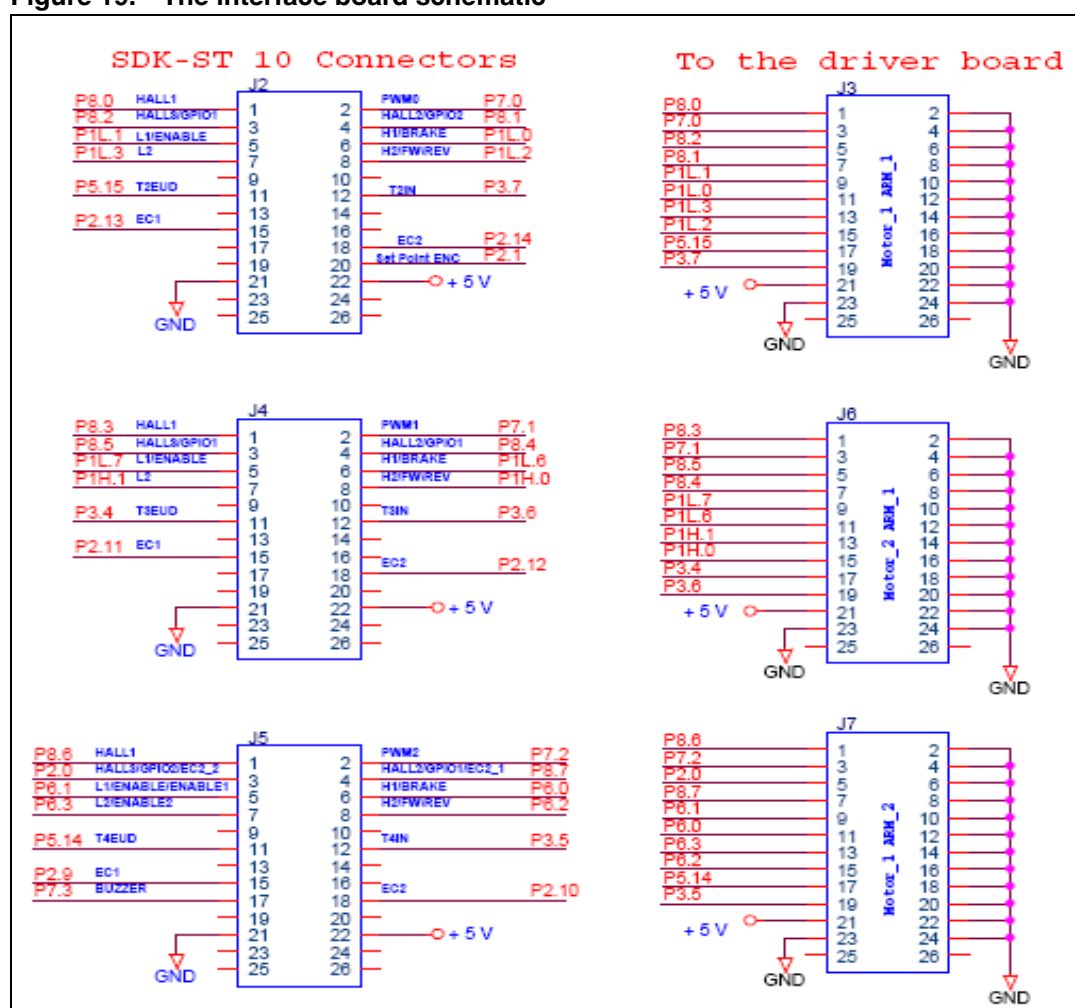 Figure 19. The interface board schematic
SDK-ST 10 Connectors
To the driver board
J2
P8.0 HALL1 1 2 PWM0 P7.0
P8.2 HALL3/GPIO1 3 4 HALL2/GPIO2 P8.1
P1L.1 L1/ENABLE 5 6 H1/BRAKE P1L.0
P1L.3 L2 7 8 H2/FW/REV P1L.2
9 10
P5.15 T2EUD 11 12 T2IN P3.7
13 14
P2.13 EC1 15 16
17 18 EC2 P2.14
19 20 Set Point ENC P2.1
21 22 +5V
23 24
GND 25 26
J3
P8.0 1 2
P7.0 3 4
P8.2 5 6
P8.1 7 8
P1L.1 9 10
P1L.0 11 12
P1L.3 13 14
P1L.2 15 16
P5.15 17 18
P3.7 19 20
+5V 21 22
23 24
25 26
Motor_1 ARM_1
GND
GND
J4
P8.3 HALL1 1 2 PWM1 P7.1
P8.5 HALL3/GPIO1 3 4 HALL2/GPIO1 P8.4
P1L.7 L1/ENABLE 5 6 H1/BRAKE P1L.6
P1H.1 L2 7 8 H2/FW/REV P1H.0
9 10
P3.4 T3EUD 11 12 T3IN P3.6
13 14
P2.11 EC1 15 16
17 18 EC2 P2.12
19 20
21 22 +5V
23 24
GND 25 26
J6
P8.3 1 2
P7.1 3 4
P8.5 5 6
P8.4 7 8
P1L.7 9 10
P1L.6 11 12
P1H.1 13 14
P1H.0 15 16
P3.4 17 18
P3.6 19 20
+5V 21 22
23 24
25 26
Motor_2 ARM_1
GND
GND
J5
P8.6 HALL1 1 2 PWM2 P7.2
P2.0 HALL3/GPIO2/EC2_2 3 4 HALL2/GPIO1/EC2_1 P8.7
P6.1 L1/ENABLE/ENABLE1 5 6 H1/BRAKE P6.0
P6.3 L2/ENABLE2 7 8 H2/FW/REV P6.2
9 10
P5.14 T4EUD 11 12 T4IN P3.5
13 14
P2.9 EC1 15 16
P7.3 BUZZER 17 18 EC2 P2.10
19 20
21 22 +5V
23 24
GND 25 26
J7
P8.6 1 2
P7.2 3 4
P2.0 5 6
P8.7 7 8
P6.1 9 10
P6.0 11 12
P6.3 13 14
P6.2 15 16
P5.14 17 18
P3.5 19 20
+5V 21 22
23 24
25 26
Motor_1 ARM_2
GND
GND